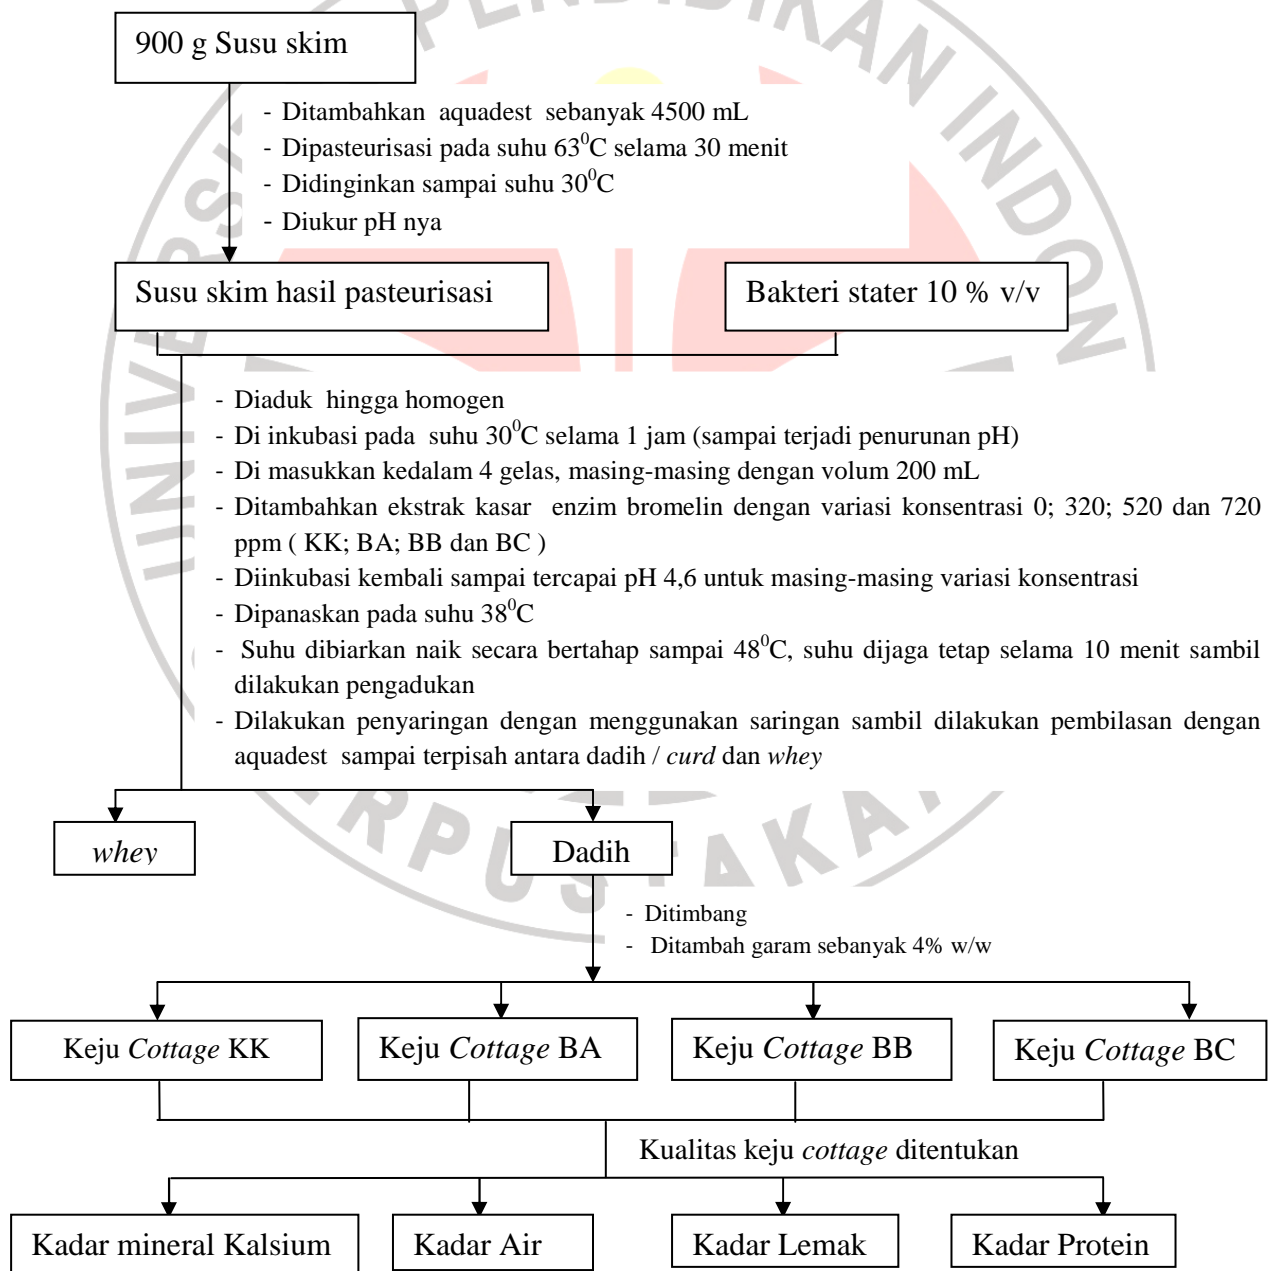 900 g Susu skim
- Ditambahkan aquadest sebanyak 4500 mL
- Dipasteurisasi pada suhu 63⁰C selama 30 menit
- Didinginkan sampai suhu 30⁰C
- Diukur pH nya
Susu skim hasil pasteurisasi
Bakteri stater 10 % v/v
- Diaduk hingga homogen
- Di inkubasi pada suhu 30⁰C selama 1 jam (sampai terjadi penurunan pH)
- Di masukkan kedalam 4 gelas, masing-masing dengan volum 200 mL
- Ditambahkan ekstrak kasar enzim bromelin dengan variasi konsentrasi 0; 320; 520 dan 720
ppm ( KK; BA; BB dan BC )
- Diinkubasi kembali sampai tercapai pH 4,6 untuk masing-masing variasi konsentrasi
- Dipanaskan pada suhu 38⁰C
- Suhu dibiarkan naik secara bertahap sampai 48⁰C, suhu dijaga tetap selama 10 menit sambil
dilakukan pengadukan
- Dilakukan penyaringan dengan menggunakan saringan sambil dilakukan pembilasan dengan
aquadest sampai terpisah antara dadih / curd dan whey
whey
Dadih
- Ditimbang
- Ditambah garam sebanyak 4% w/w
Keju Cottage KK
Keju Cottage BA
Keju Cottage BB
Keju Cottage BC
Kualitas keju cottage ditentukan
Kadar mineral Kalsium
Kadar Air
Kadar Lemak
Kadar Protein